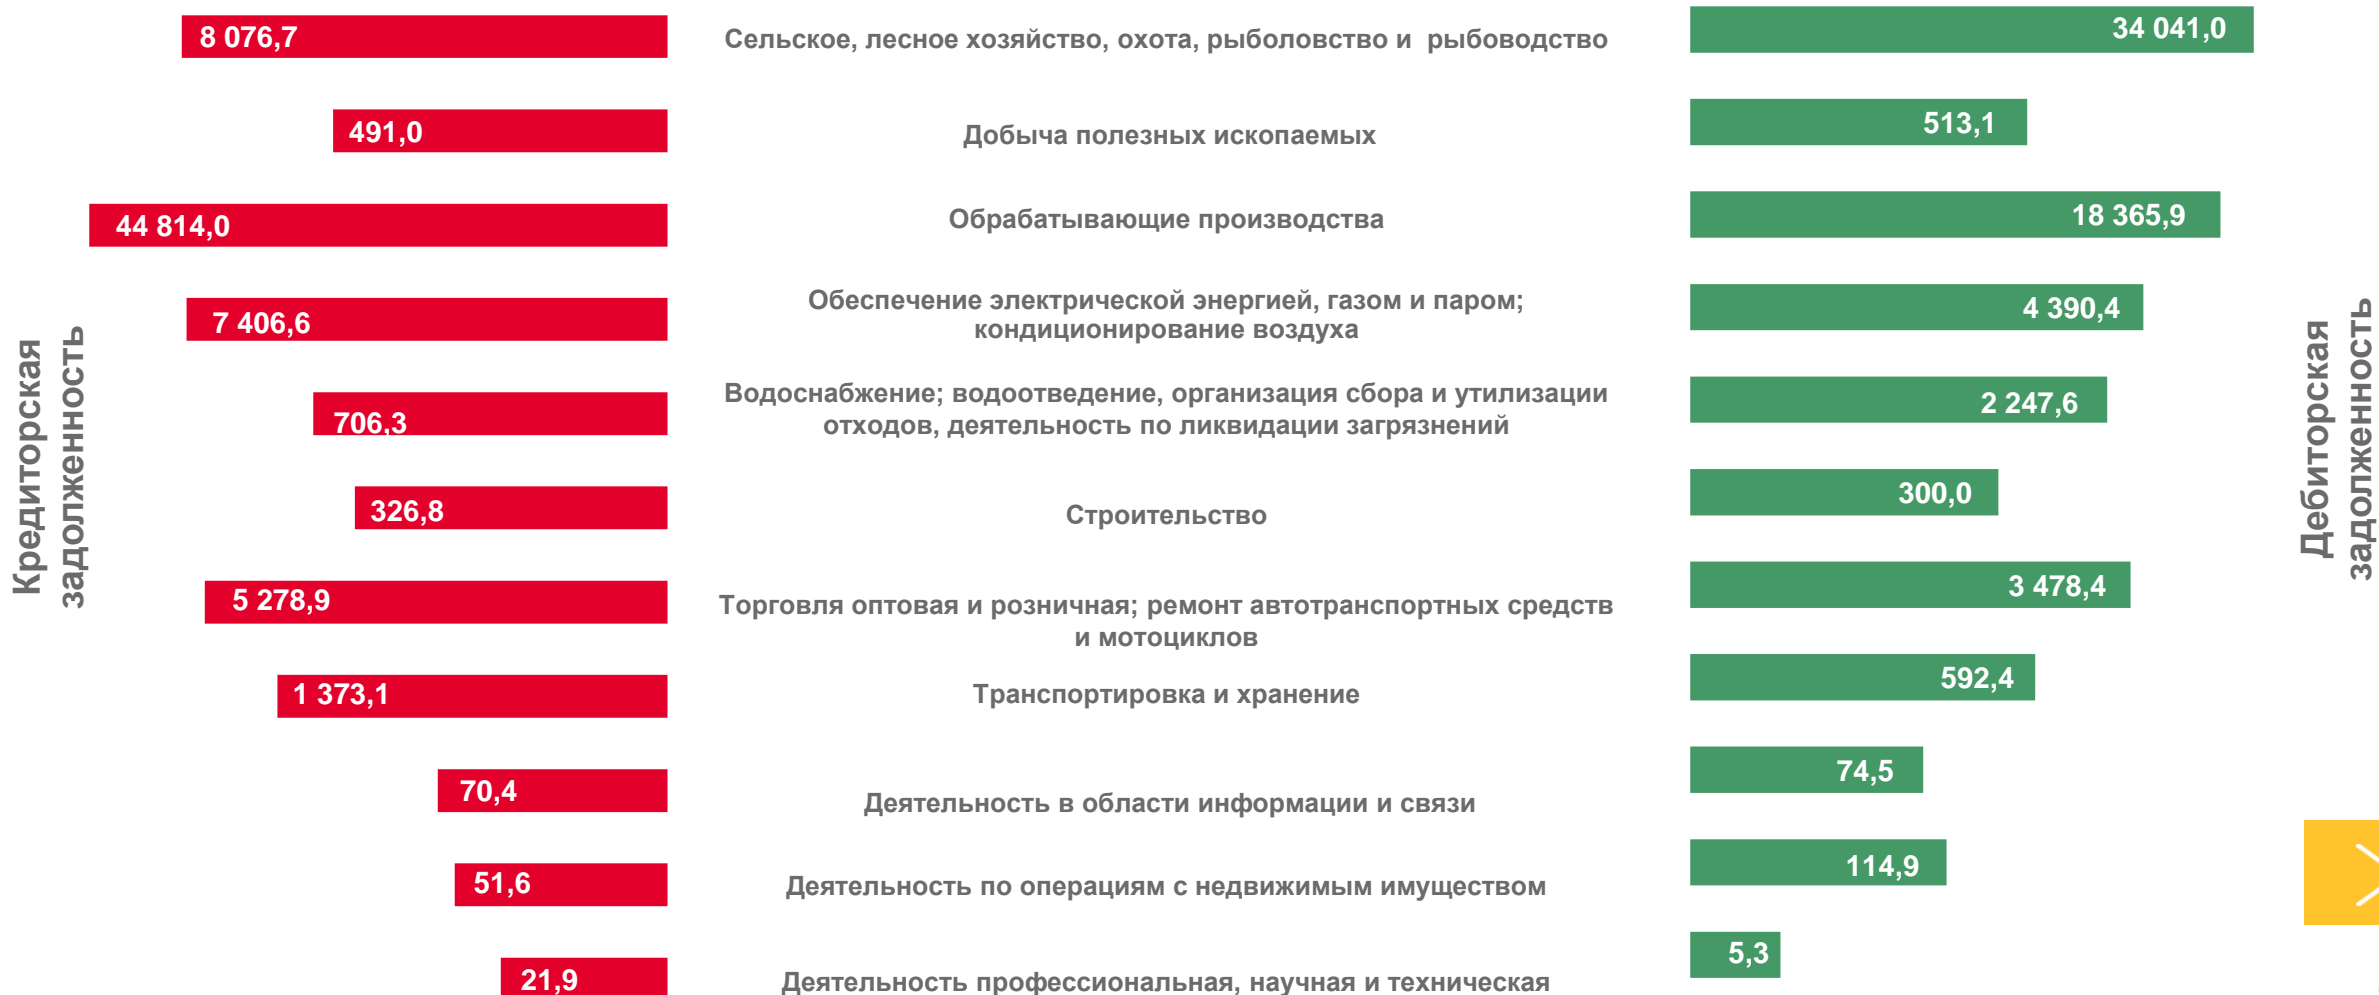 Кредиторская
задолженность
8 076,7
Сельское, лесное хозяйство, охота, рыболовство и  рыбоводство
34 041,0
491,0
Добыча полезных ископаемых
513,1
44 814,0
Обрабатывающие производства
18 365,9
7 406,6
Обеспечение электрической энергией, газом и паром;
кондиционирование воздуха
4 390,4
706,3
Водоснабжение; водоотведение, организация сбора и утилизации
отходов, деятельность по ликвидации загрязнений
2 247,6
326,8
Строительство
300,0
5 278,9
Торговля оптовая и розничная; ремонт автотранспортных средств
и мотоциклов
3 478,4
1 373,1
Транспортировка и хранение
592,4
70,4
Деятельность в области информации и связи
74,5
51,6
Деятельность по операциям с недвижимым имуществом
114,9
21,9
Деятельность профессиональная, научная и техническая
5,3
Дебиторская
задолженность